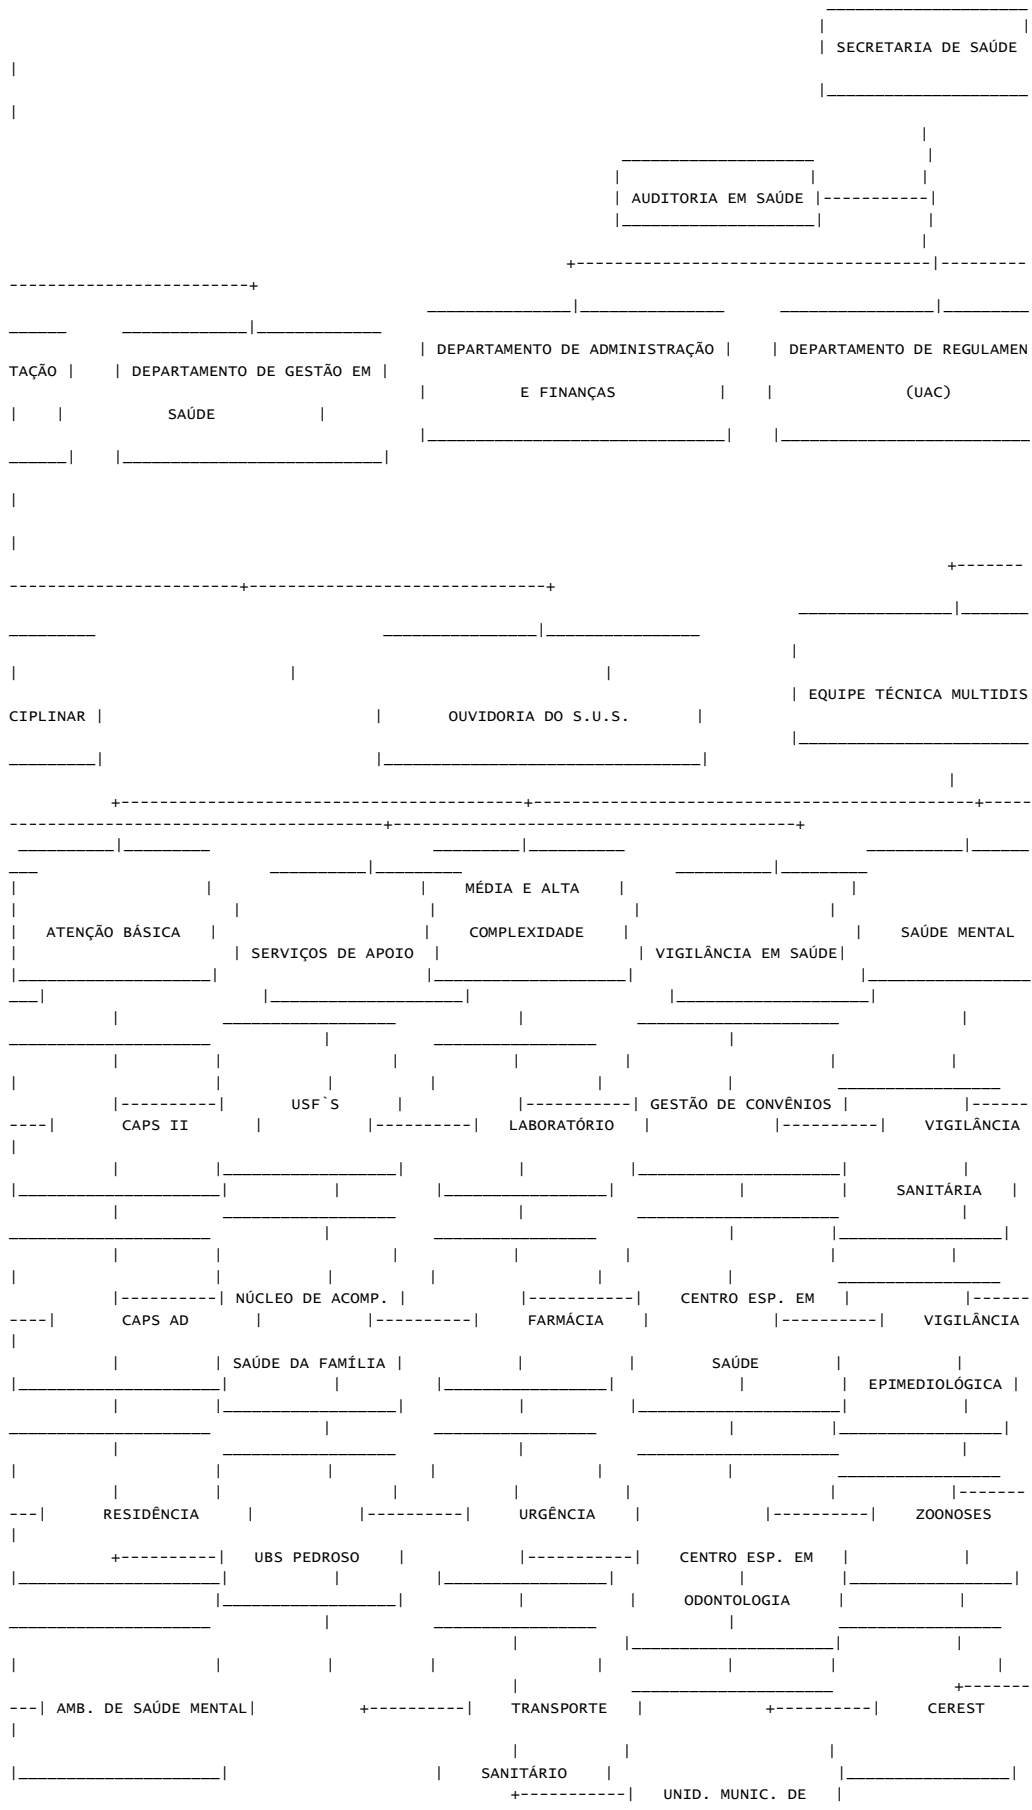 SECRETARIA DE SAÚDE
AUDITORIA EM SAÚDE
DEPARTAMENTO DE ADMINISTRAÇÃO DEPARTAMENTO DE REGULAMEN
TAÇÃO DEPARTAMENTO DE GESTÃO EM
E FINANÇAS (UAC)
SAÚDE
EQUIPE TÉCNICA MULTIDIS
CIPLINAR OUVIDORIA DO S.U.S.
MÉDIA E ALTA
ATENÇÃO BÁSICA COMPLEXIDADE SAÚDE MENTAL
SERVIÇOS DE APOIO VIGILÂNCIA EM SAÚDE
USF`S GESTÃO DE CONVÊNIOS
CAPS II LABORATÓRIO VIGILÂNCIA
SANITÁRIA
NÚCLEO DE ACOMP. CENTRO ESP. EM
CAPS AD FARMÁCIA VIGILÂNCIA
SAÚDE DA FAMÍLIA SAÚDE
EPIMEDIOLÓGICA
RESIDÊNCIA URGÊNCIA ZOONOSES
UBS PEDROSO CENTRO ESP. EM
ODONTOLOGIA
AMB. DE SAÚDE MENTAL TRANSPORTE CEREST
SANITÁRIO
UNID. MUNIC. DE